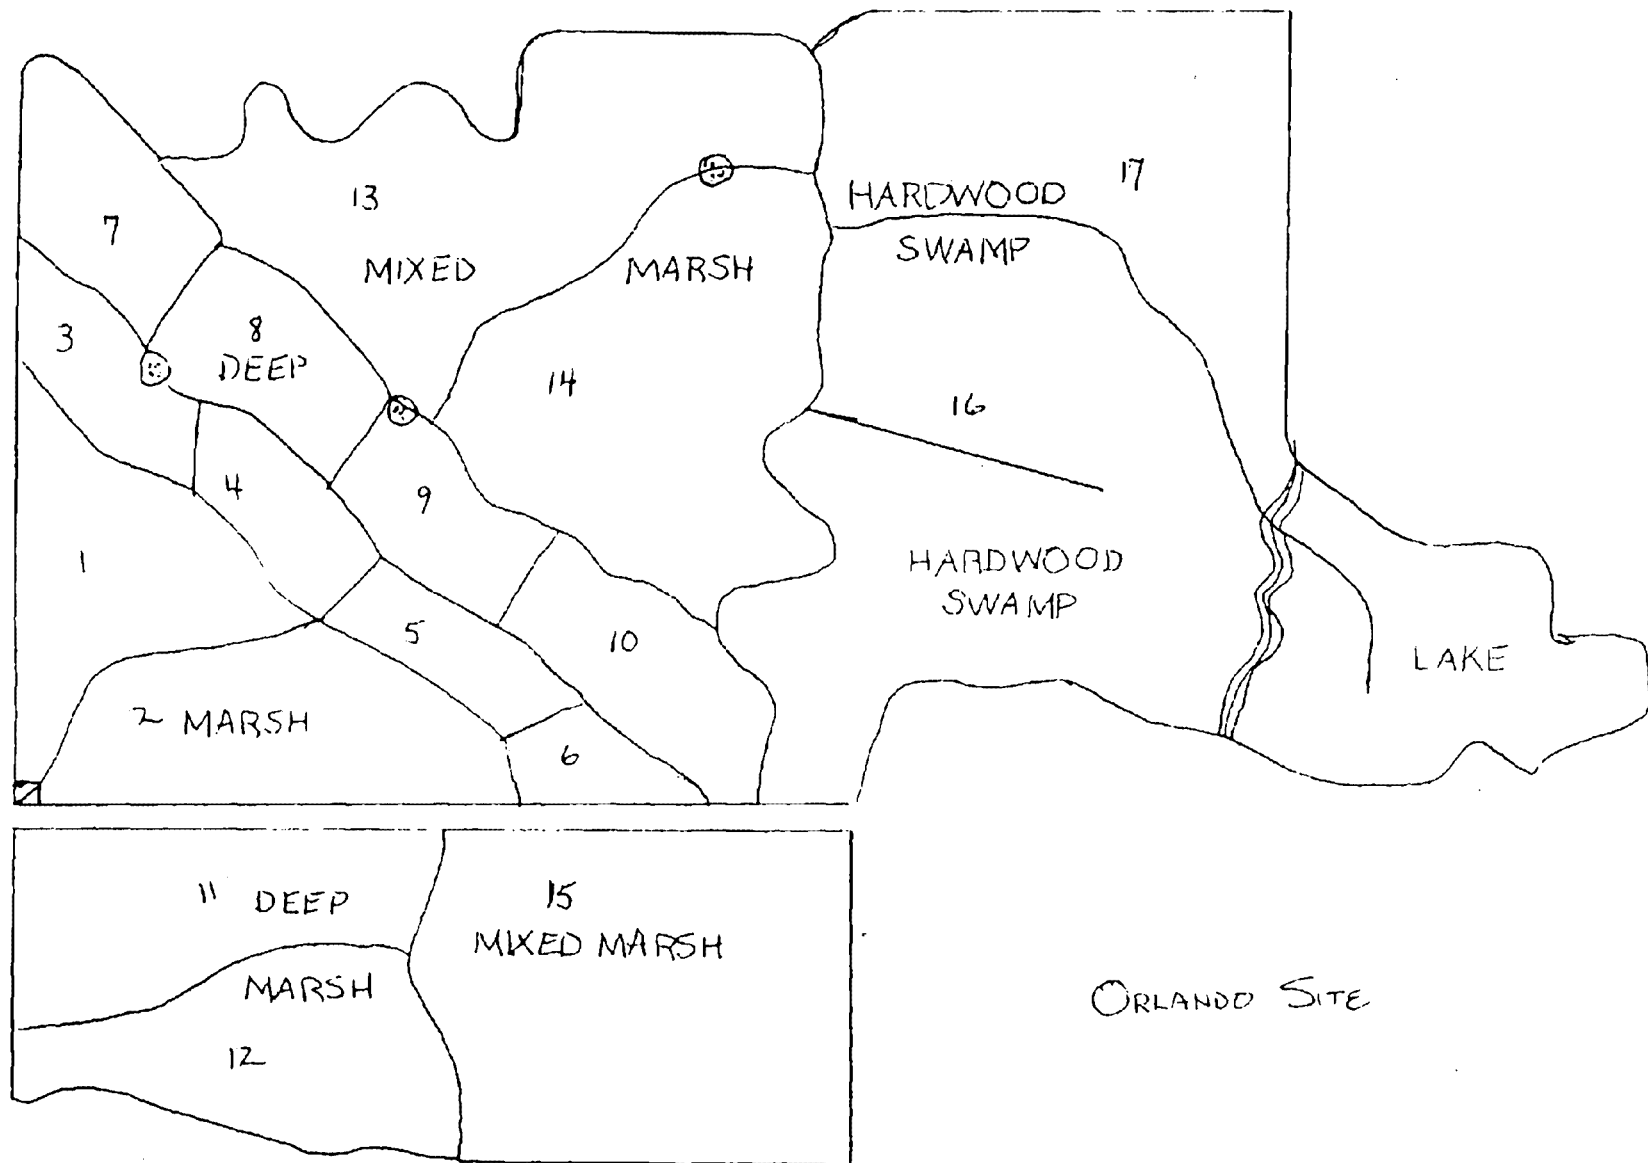 17
13
HARDWOOD
7
SWAMP
MIXED
MARSH
3
8
DEEP
14
16
4
9
1
HARDWOOD
SWAMP
5
10
LAKE
2 MARSH
6
11 DEEP
15
MIXED MARSH
MARSH
ORLANDO SITE
12